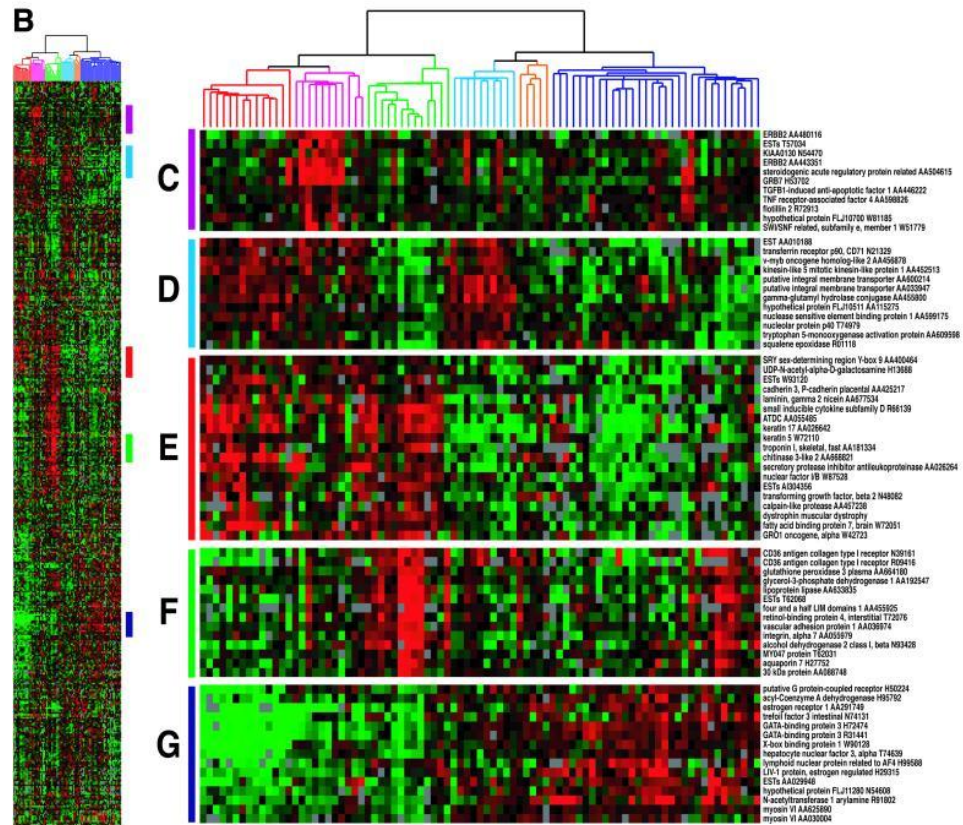 B
C
ERBB2 AA480116
ESTs T57034
KIAA0130 N54470
ERBB2 AA443351
steroidogenic acute regulatory protein related AA504615
GRB7 H53702
TGFB1-induced anti-apoptotic factor 1 AA446222
TNF receptor-associated factor 4 AA598826
flotillin 2 R72913
hypothetical protein FLJ10700 W81185
SWI/SNF related, subfamily e, member 1 W51779
D
EST AA010188
transferrin receptor p90, CD71 N21329
v-myb oncogene homolog-like 2 AA456878
kinesin-like 5 mitotic kinesin-like protein 1 AA452513
putative integral membrane transporter AA600214
putative integral membrane transporter AA033947
gamma-glutamyl hydrolase conjugase AA455800
hypothetical protein FLJ10511 AA115275
nuclease sensitive element binding protein 1 AA599175
nucleolar protein p40 T74979
tryptophan 5-monooxygenase activation protein AA609598
squalene epoxidase R01118
E
SRY sex-determining region Y-box 9 AA400464
UDP-N-acetyl-alpha-D-galactosamine H13688
ESTs W93120
cadherin 3, P-cadherin placental AA425217
laminin, gamma 2 nicein AA677534
small inducible cytokine subfamily D R66139
ATDC AA055485
keratin 17 AA026642
keratin 5 W72110
troponin I, skeletal, fast AA181334
chitinase 3-like 2 AA668821
secretory protease inhibitor antileukoproteinase AA026264
nuclear factor I/B W87528
ESTs AI304356
transforming growth factor, beta 2 N48082
calpain-like protease AA457238
dystrophin muscular dystrophy
fatty acid binding protein 7, brain W72051
GRO1 oncogene, alpha W42723
F
CD36 antigen collagen type I receptor N39161
CD36 antigen collagen type I receptor R09416
glutathione peroxidase 3 plasma AA664180
glycerol-3-phosphate dehydrogenase 1 AA192547
lipoprotein lipase AA633835
ESTs T62068
four and a half LIM domains 1 AA455925
retinol-binding protein 4, interstitial T72076
vascular adhesion protein 1 AA036974
integrin, alpha 7 AA055979
alcohol dehydrogenase 2 class I, beta N93428
MY047 protein T62031
aquaporin 7 H27752
30 kDa protein AA088748
G
putative G protein-coupled receptor H50224
acyl-Coenzyme A dehydrogenase H95792
estrogen receptor 1 AA291749
trefoil factor 3 intestinal N74131
GATA-binding protein 3 H72474
GATA-binding protein 3 R31441
X-box binding protein 1 W90128
hepatocyte nuclear factor 3, alpha T74639
lymphoid nuclear protein related to AF4 H99588
LIV-1 protein, estrogen regulated H29315
ESTs AA029948
hypothetical protein FLJ11280 N54608
N-acetyltransferase 1 arylamine R91802
myosin VI AA625890
myosin VI AA030004